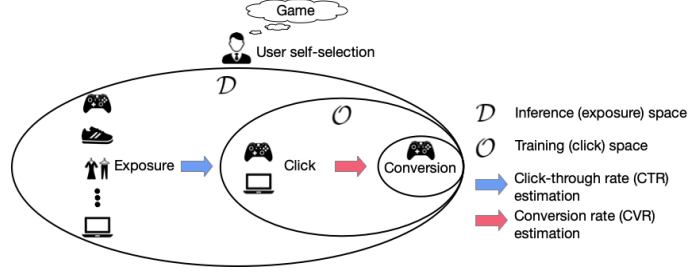 Game
User self-selection
𝒟
𝒪
Exposure
Click
Conversion
𝒟 Inference (exposure) space
𝒪 Training (click) space
Click-through rate (CTR)
estimation
Conversion rate (CVR)
estimation